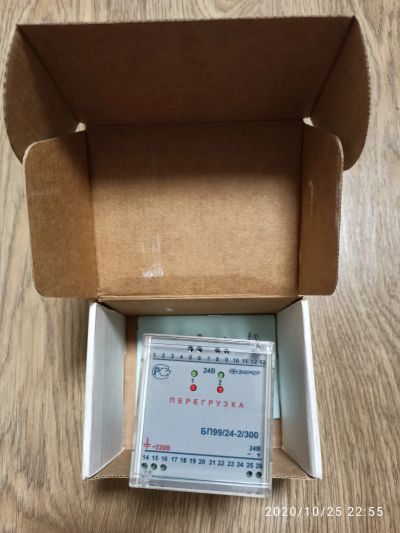 1 2 3 4 5 6 7 8 9 10 11 12 13
РСТ
24В
ЭЛЕМЕР
1 2
ПЕРЕГРУЗКА
БП99/24-2/300
~220В 24В
− +
14 15 16 17 18 19 20 21 22 23 24 25 26
2020/10/25 22:55